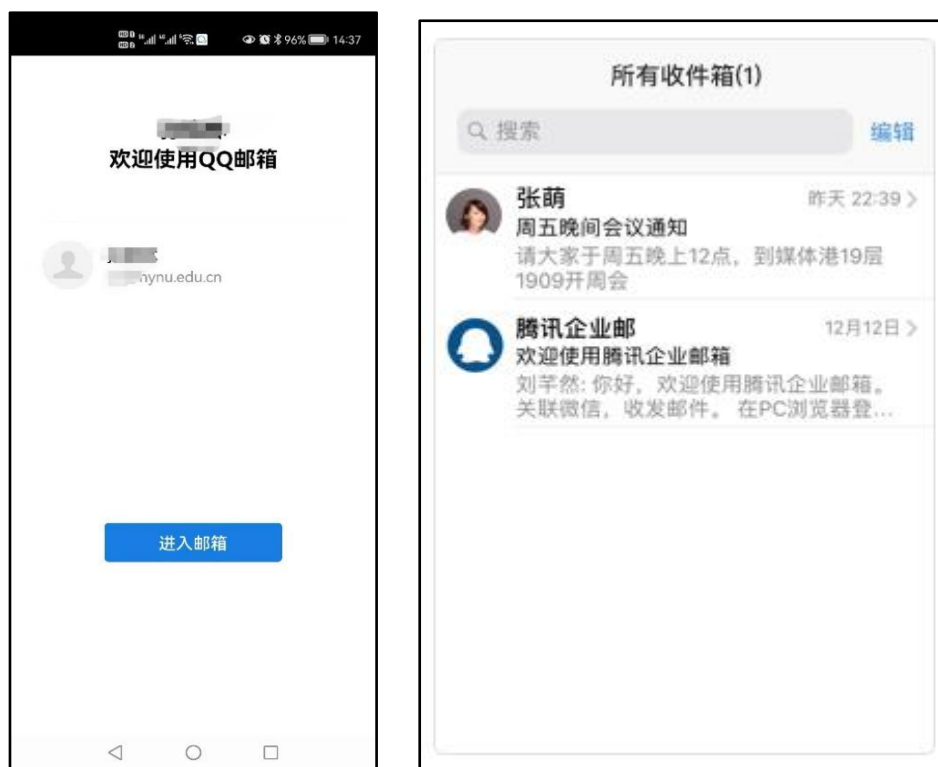 96% 14:37
欢迎使用QQ邮箱
hynu.edu.cn
进入邮箱
所有收件箱(1)
搜索
编辑
张萌
昨天 22:39
周五晚间会议通知
请大家于周五晚上12点，到媒体港19层
1909开周会
腾讯企业邮
12月12日
欢迎使用腾讯企业邮箱
刘芊然: 你好，欢迎使用腾讯企业邮箱。
关联微信，收发邮件。 在PC浏览器登...